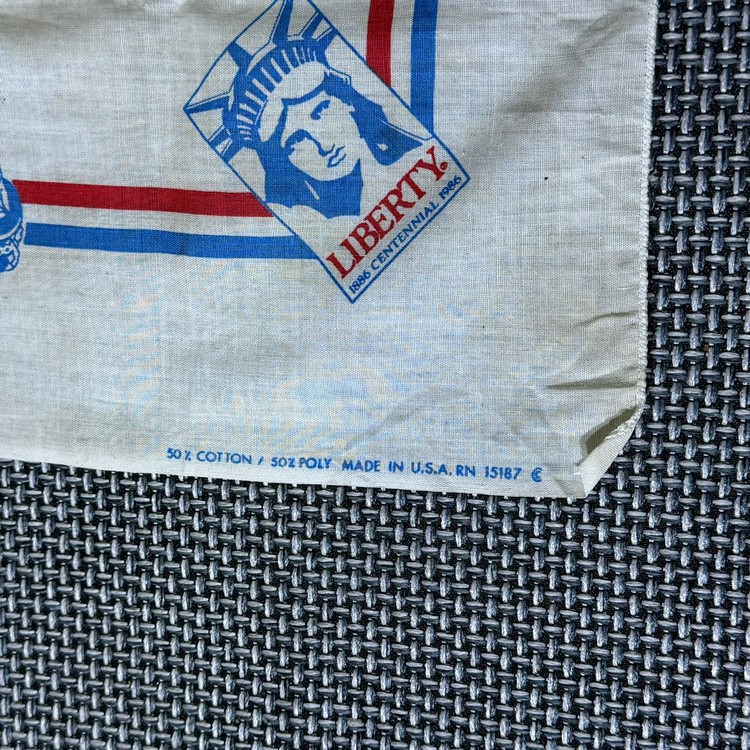 LIBERTY®
1886 CENTENNIAL 1986
50% COTTON / 50% POLY MADE IN U.S.A. RN 15187